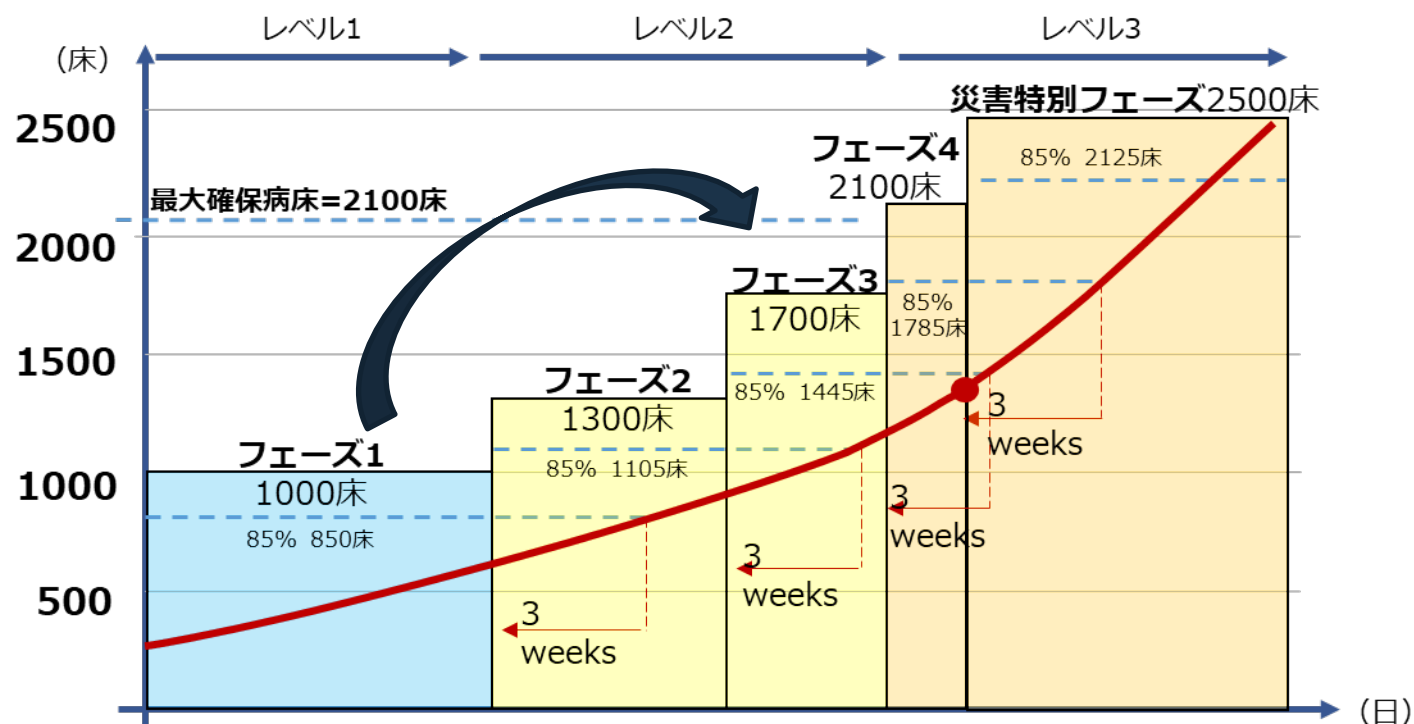 レベル1
レベル2
レベル3
(床)
災害特別フェーズ2500床
2500
フェーズ4
2100床
85% 2125床
最大確保病床=2100床
2000
フェーズ3
1700床
85%
1785床
1500
フェーズ2
1300床
85% 1445床
3
weeks
フェーズ1
1000床
85% 1105床
1000
85% 850床
3
weeks
3
weeks
500
3
weeks
(日)